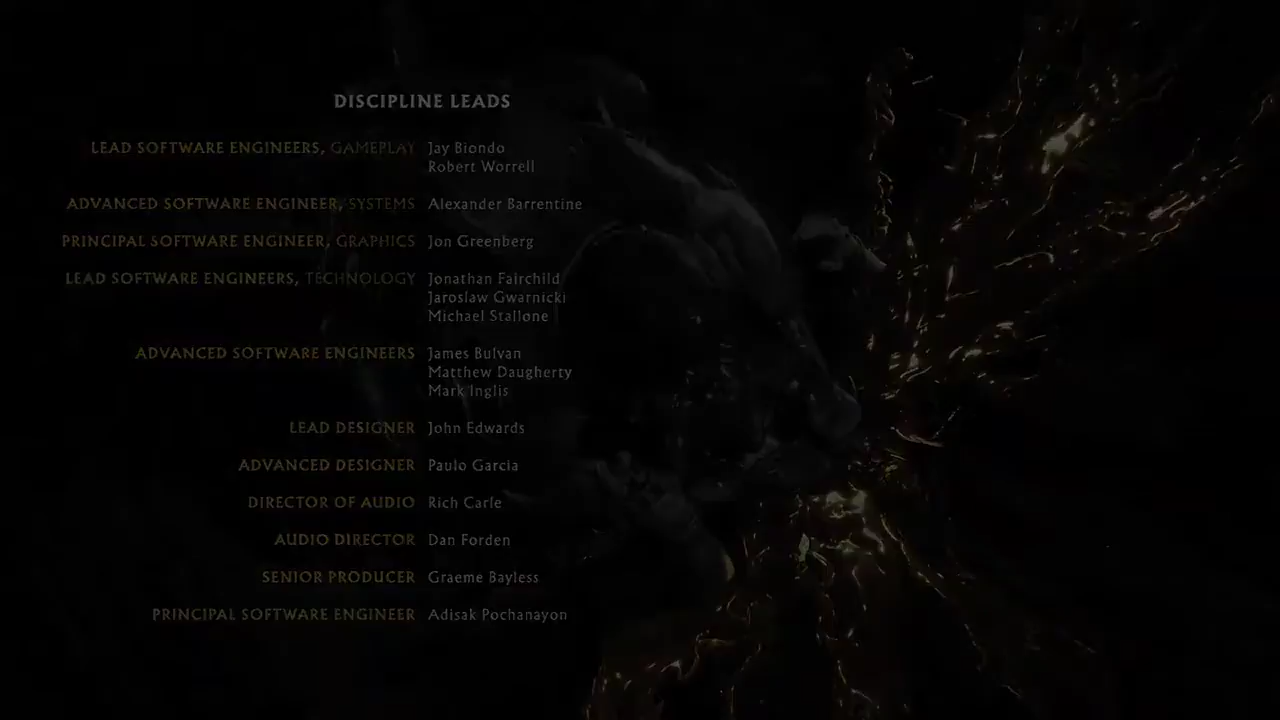 DISCIPLINE LEADS
LEAD SOFTWARE ENGINEERS, GAMEPLAY Jay Biondo
Robert Worrell
ADVANCED SOFTWARE ENGINEER, SYSTEMS Alexander Barrentine
PRINCIPAL SOFTWARE ENGINEER, GRAPHICS Jon Greenberg
LEAD SOFTWARE ENGINEERS, TECHNOLOGY Jonathan Fairchild
Jaroslaw Gwarnicki
Michael Stallone
ADVANCED SOFTWARE ENGINEERS James Bulvan
Matthew Daugherty
Mark Inglis
LEAD DESIGNER John Edwards
ADVANCED DESIGNER Paulo Garcia
DIRECTOR OF AUDIO Rich Carle
AUDIO DIRECTOR Dan Forden
SENIOR PRODUCER Graeme Bayless
PRINCIPAL SOFTWARE ENGINEER Adisak Pochanayon